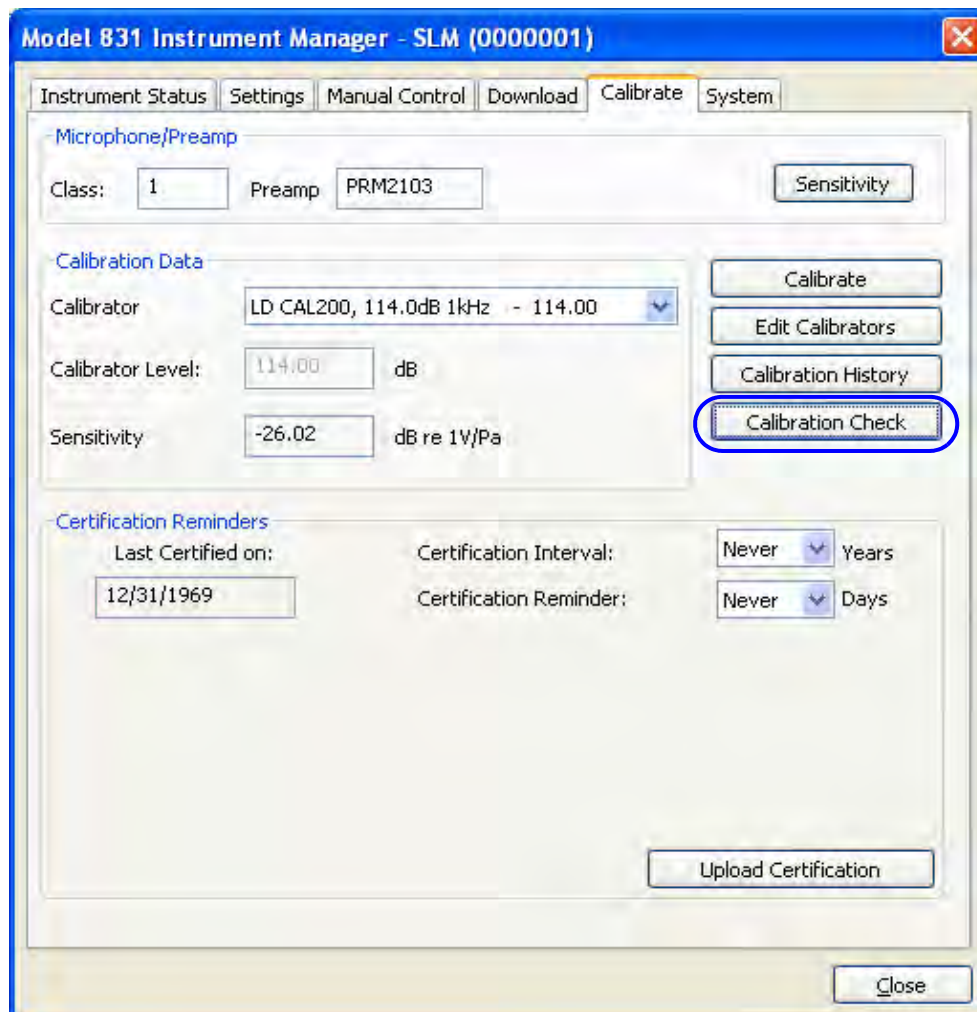 Model 831 Instrument Manager - SLM (0000001)
Instrument Status Settings Manual Control Download Calibrate System
Microphone/Preamp
Class: 1 Preamp PRM2103 Sensitivity
Calibration Data
Calibrator LD CAL200, 114.0dB 1kHz - 114.00
Calibrator Level: 114.00 dB
Sensitivity -26.02 dB re 1V/Pa
Calibrate
Edit Calibrators
Calibration History
Calibration Check
Certification Reminders
Last Certified on:
12/31/1969
Certification Interval: Never Years
Certification Reminder: Never Days
Upload Certification
Close